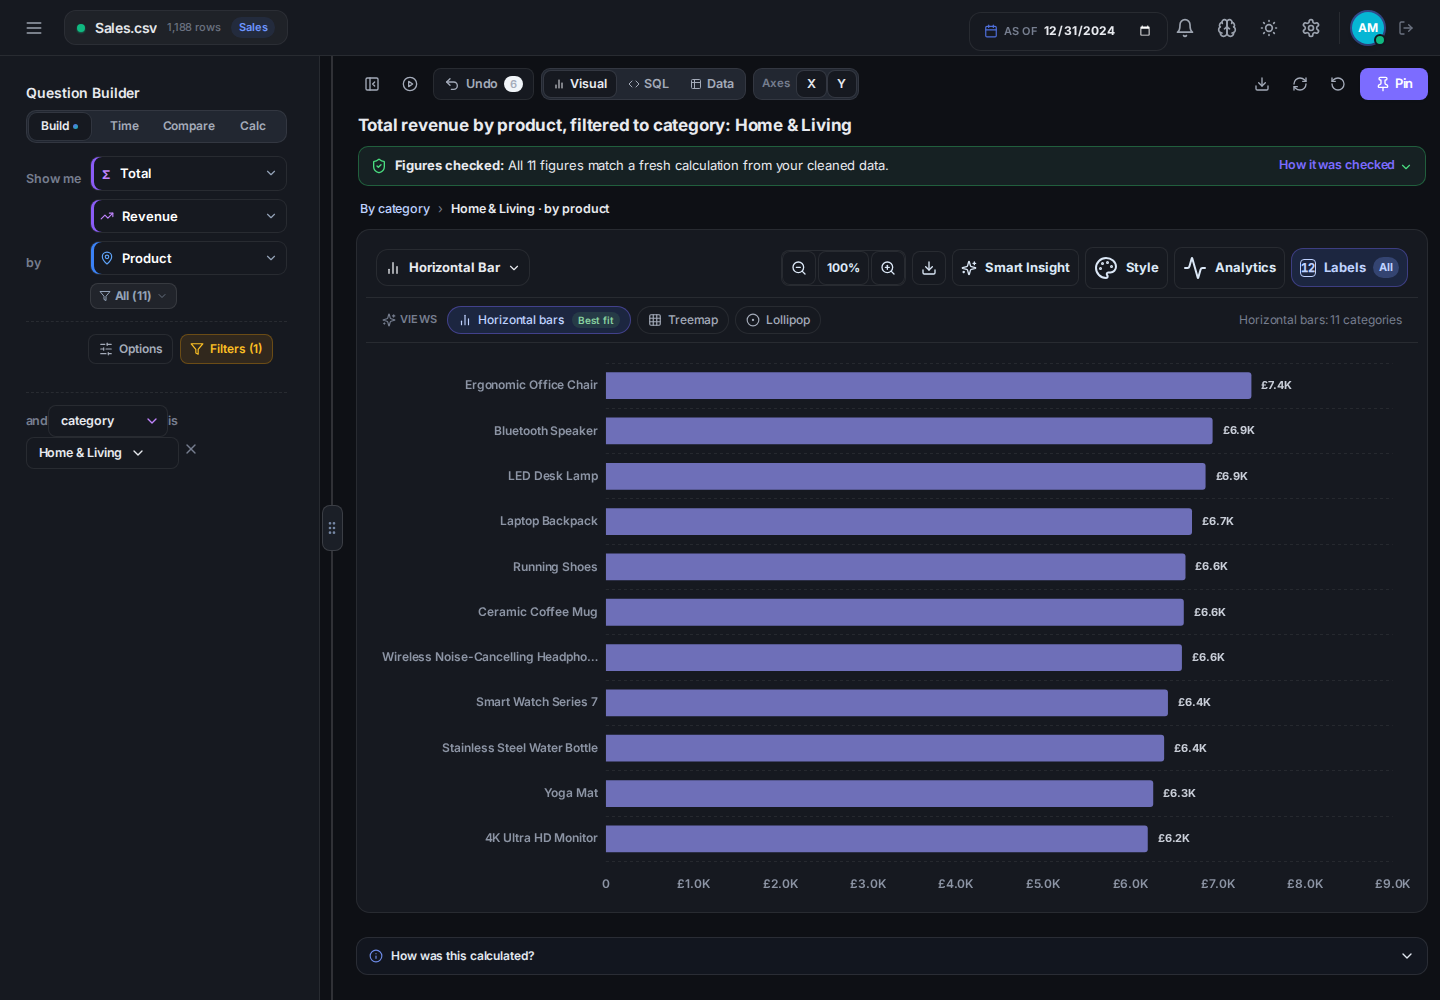 Sales.csv 1,188 rows Sales
AS OF 12/31/2024
AM
Question Builder
Build Time Compare Calc
Show me Σ Total
Revenue
by Product
All (11)
Options Filters (1)
and category is
Home & Living
Undo 6 Visual SQL Data Axes X Y
Pin
Total revenue by product, filtered to category: Home & Living
Figures checked: All 11 figures match a fresh calculation from your cleaned data. How it was checked
By category › Home & Living · by product
Horizontal Bar 100% Smart Insight Style Analytics 12 Labels All
VIEWS Horizontal bars Best fit Treemap Lollipop Horizontal bars: 11 categories
Ergonomic Office Chair £7.4K
Bluetooth Speaker £6.9K
LED Desk Lamp £6.9K
Laptop Backpack £6.7K
Running Shoes £6.6K
Ceramic Coffee Mug £6.6K
Wireless Noise-Cancelling Headpho... £6.6K
Smart Watch Series 7 £6.4K
Stainless Steel Water Bottle £6.4K
Yoga Mat £6.3K
4K Ultra HD Monitor £6.2K
0 £1.0K £2.0K £3.0K £4.0K £5.0K £6.0K £7.0K £8.0K £9.0K
How was this calculated?